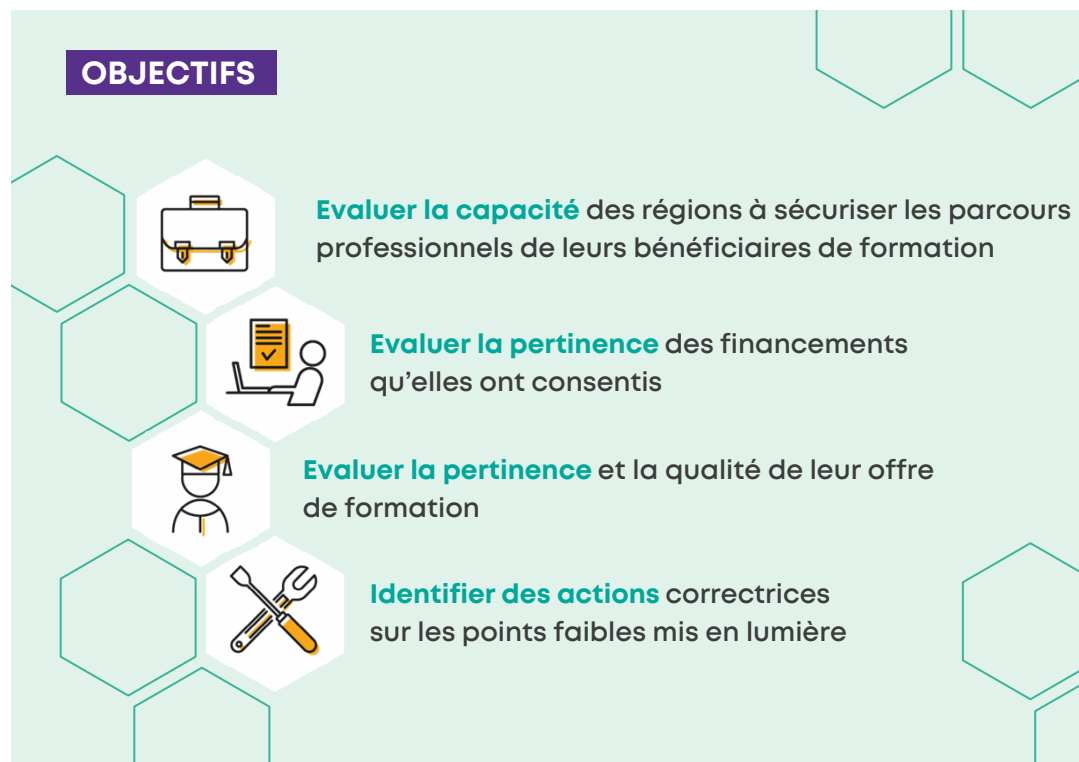 OBJECTIFS
Evaluer la capacité des régions à sécuriser les parcours
professionnels de leurs bénéficiaires de formation
Evaluer la pertinence des financements
qu’elles ont consentis
Evaluer la pertinence et la qualité de leur offre
de formation
Identifier des actions correctrices
sur les points faibles mis en lumière